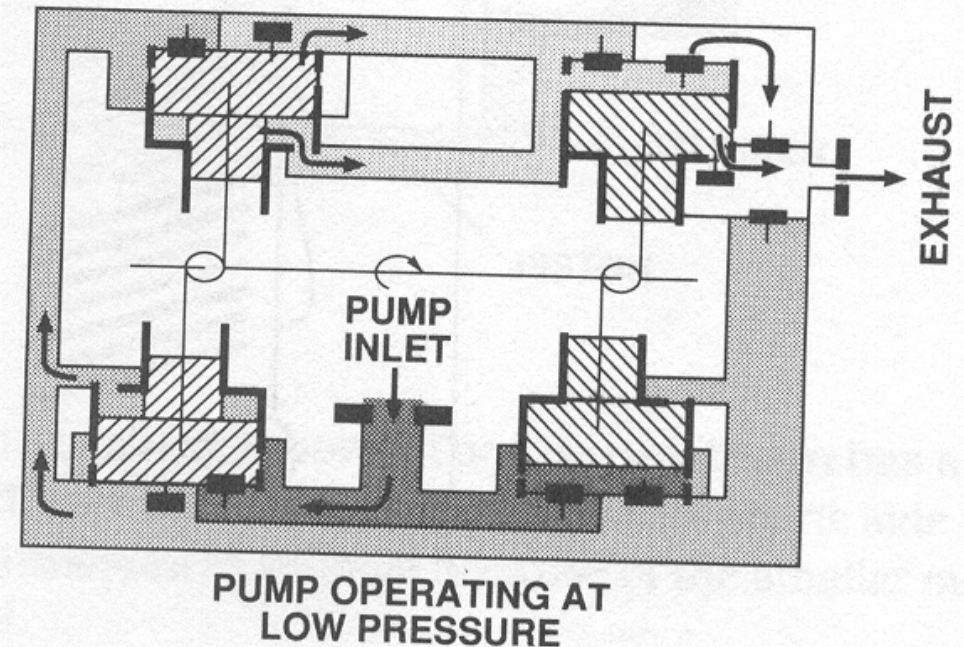 EXHAUST
PUMP
INLET
PUMP OPERATING AT
LOW PRESSURE